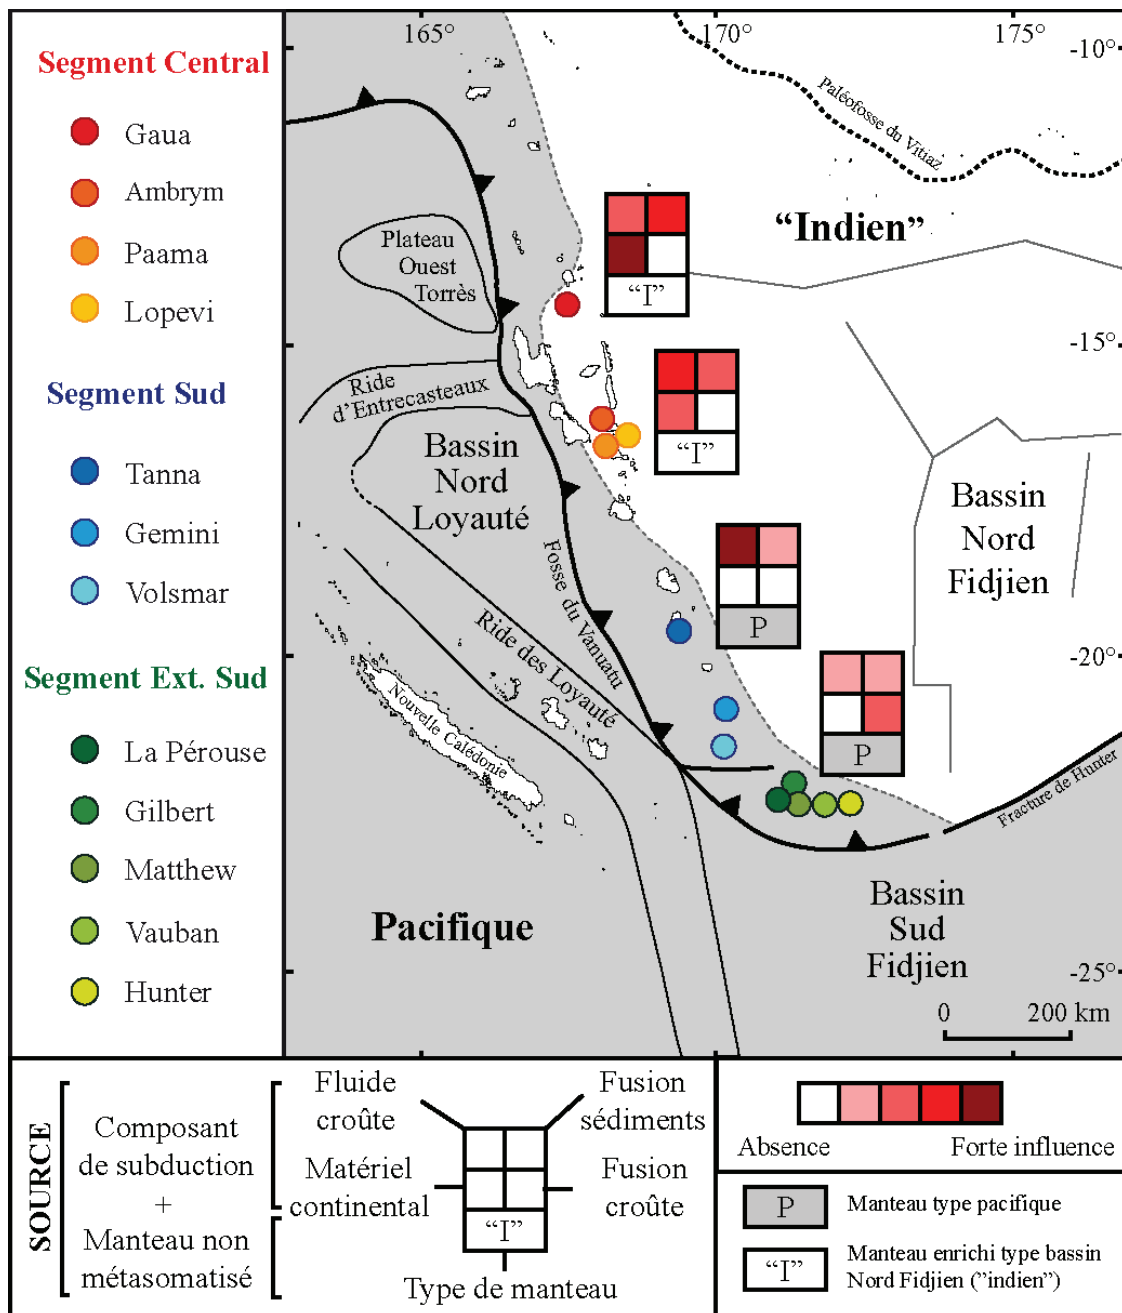 165°
170°
175°
-10°
-15°
-20°
-25°
Segment Central
Gaua
Ambrym
Paama
Lopevi
Segment Sud
Tanna
Gemini
Volsmar
Segment Ext. Sud
La Pérouse
Gilbert
Matthew
Vauban
Hunter
Paléofosse du Vitiaz
“Indien”
Plateau
Ouest
Torrès
“I”
Ride
d’Entrecasteaux
“I”
Bassin
Nord
Loyauté
Bassin
Nord
Fidjien
Fosse du Vanuatu
P
Ride des Loyauté
Nouvelle Calédonie
P
Fracture de Hunter
Pacifique
Bassin
Sud
Fidjien
0
200 km
SOURCE
Composant
de subduction
+
Manteau non
métasomatisé
Fluide
croûte
Fusion
sédiments
Matériel
continental
Fusion
croûte
“I”
Type de manteau
Absence
Forte influence
P
Manteau type pacifique
“I”
Manteau enrichi type bassin
Nord Fidjien ("indien")